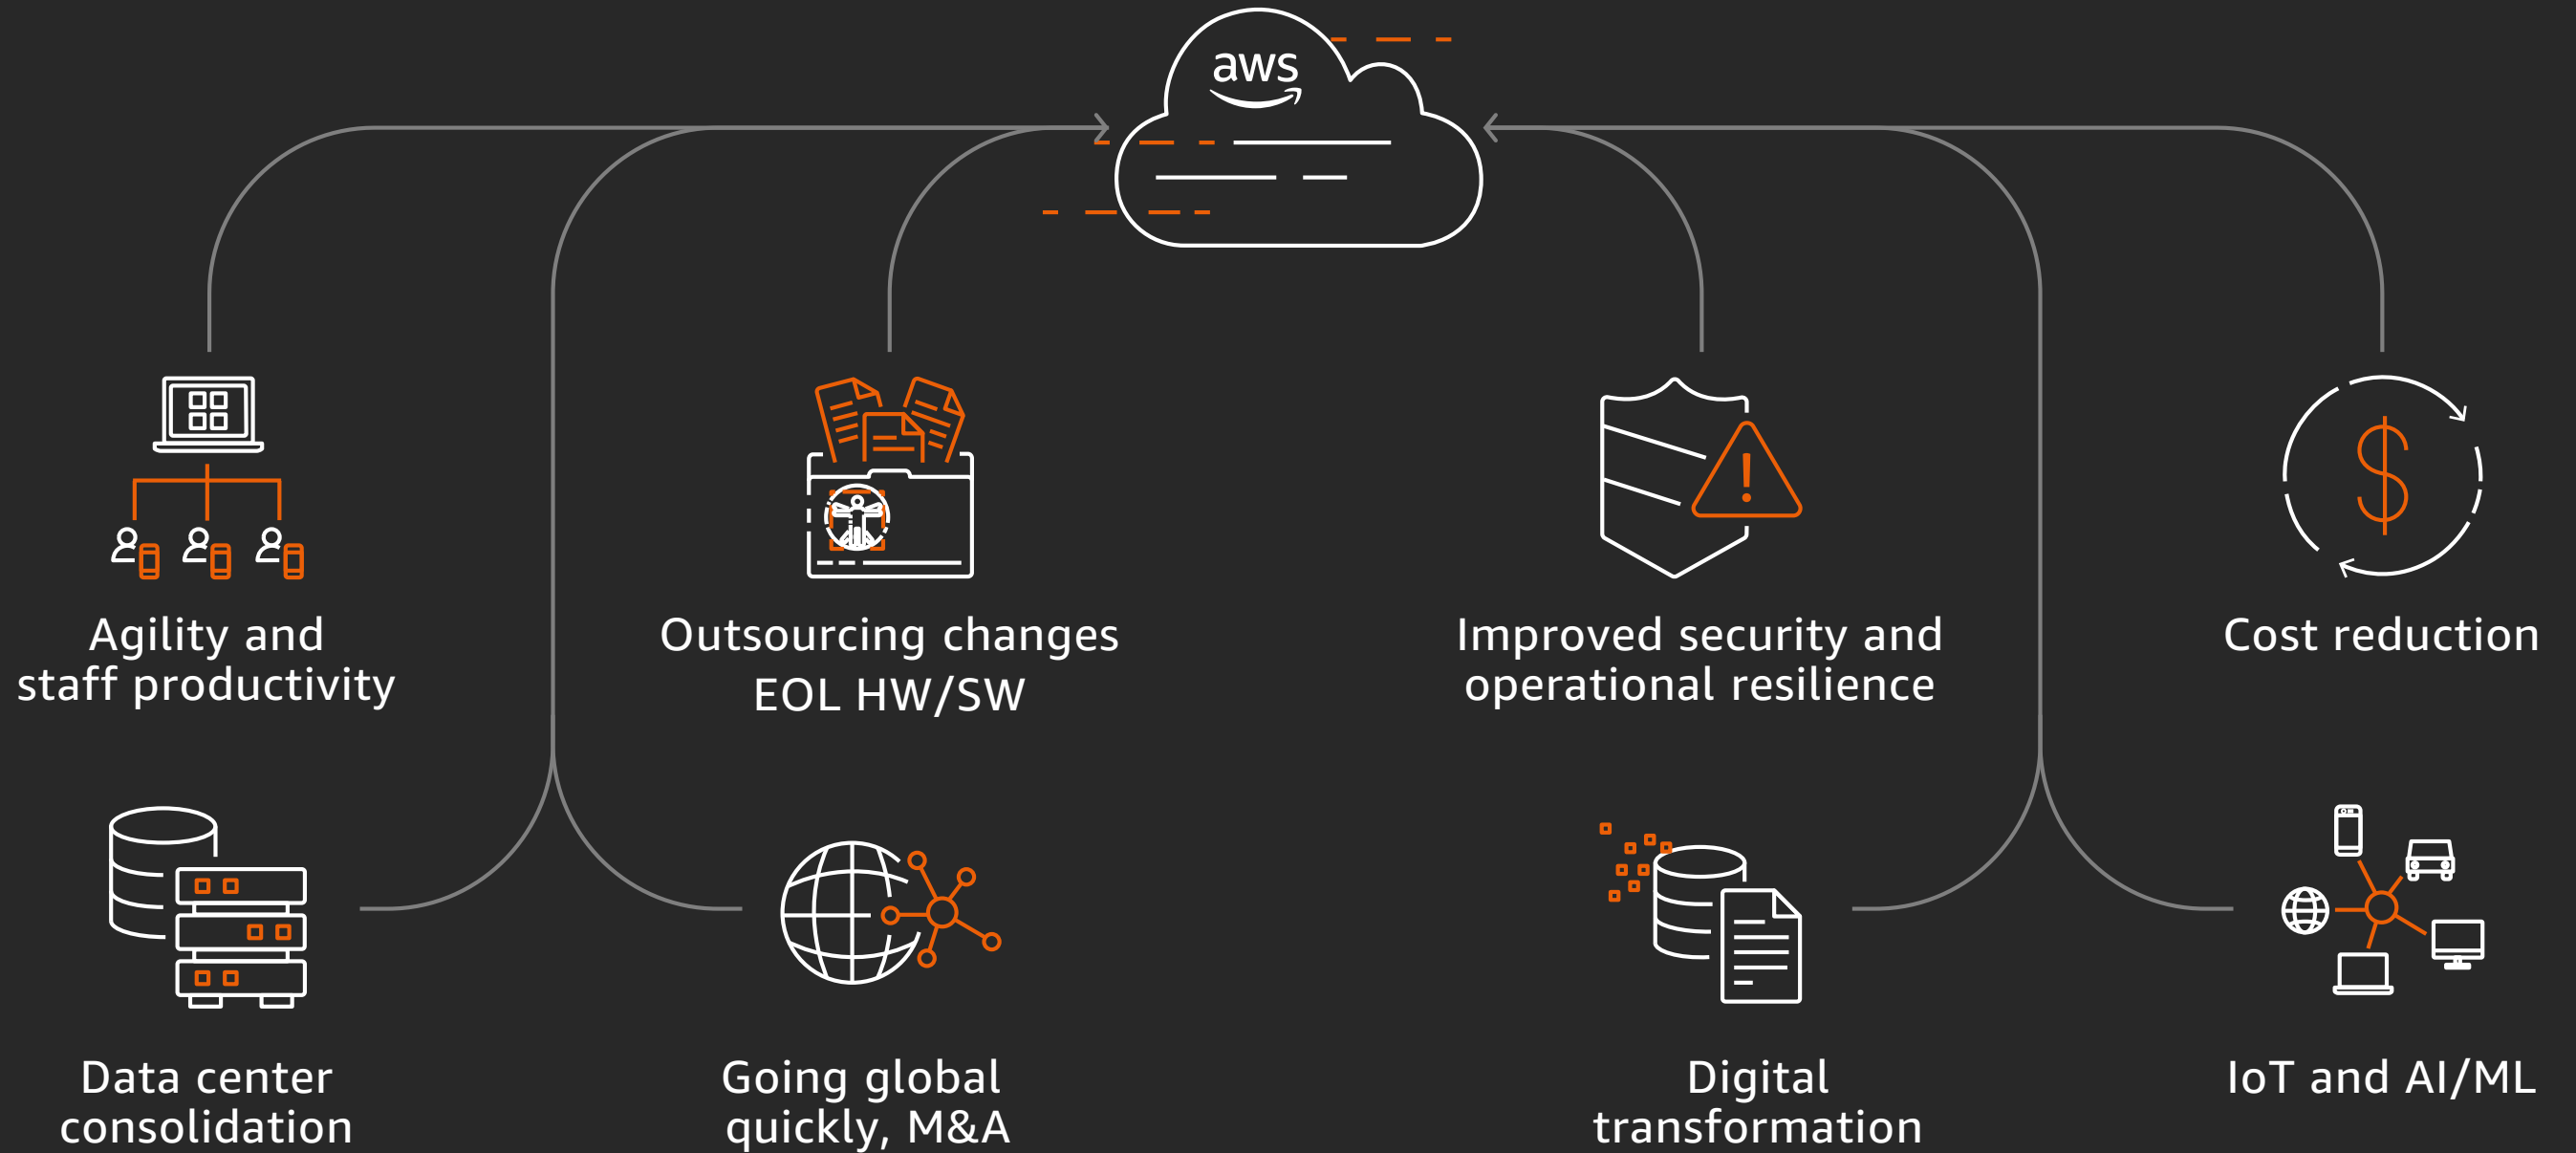 aws
Agility and
staff productivity
Outsourcing changes
EOL HW/SW
Improved security and
operational resilience
Cost reduction
Data center
consolidation
Going global
quickly, M&A
Digital
transformation
IoT and AI/ML